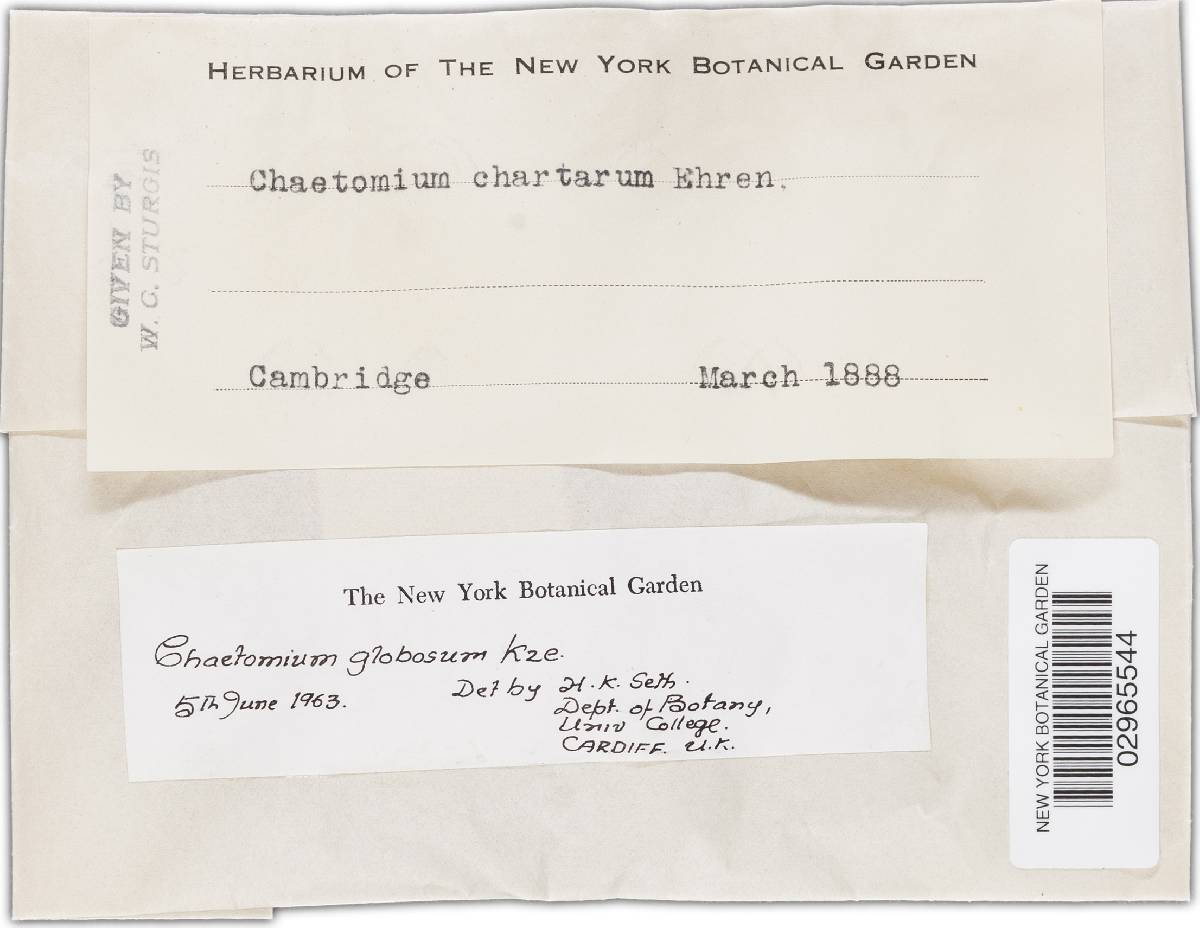 HERBARIUM OF THE NEW YORK BOTANICAL GARDEN
GIVEN BY
W. C. STURGIS
Chaetomium chartarum Ehren.
Cambridge March 1888
The New York Botanical Garden
Chaetomium globosum Kze.
5th June 1963. Det by H. K. Seth.
Dept. of Botany,
Univ College.
CARDIFF. U.K.
NEW YORK BOTANICAL GARDEN
02965544